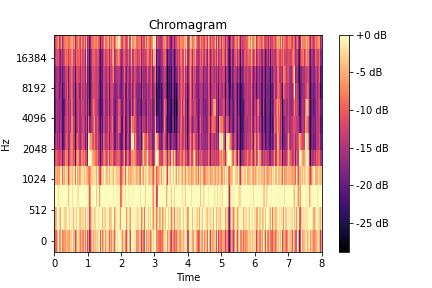 Chromagram
Hz
16384
8192
4096
2048
1024
512
0
0 1 2 3 4 5 6 7 8
Time
+0 dB
-5 dB
-10 dB
-15 dB
-20 dB
-25 dB